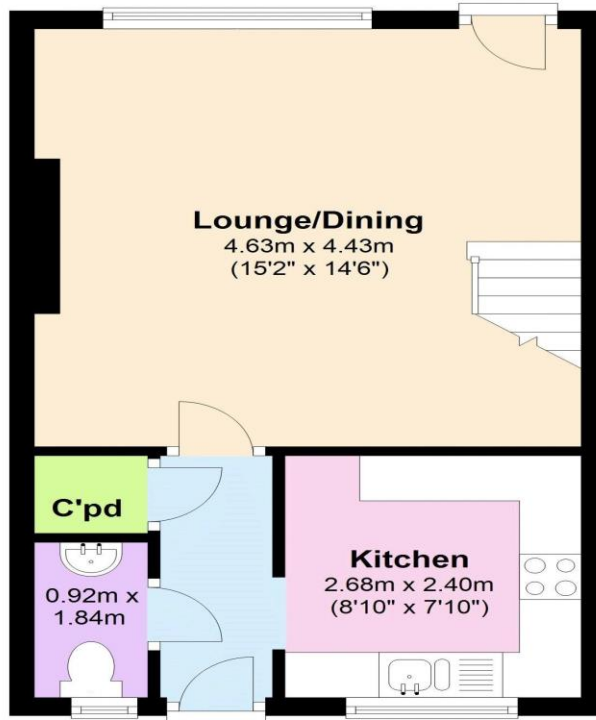 Lounge/Dining
4.63m x 4.43m
(15'2" x 14'6")
C'pd
0.92m x
1.84m
Kitchen
2.68m x 2.40m
(8'10" x 7'10")